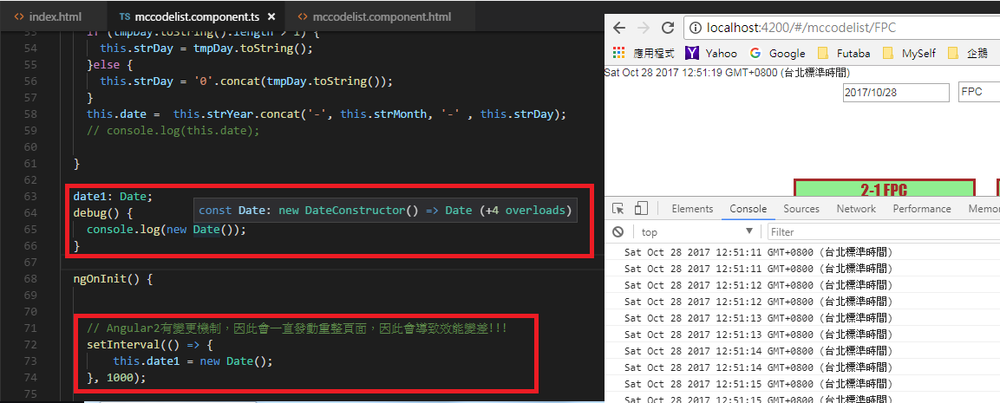 index.html
TS mccodelist.component.ts
mccodelist.component.html
53 if (tmpDay.toString().length > 1) {
54 this.strDay = tmpDay.toString();
55 }else {
56 this.strDay = '0'.concat(tmpDay.toString());
57 }
58 this.date =  this.strYear.concat('-', this.strMonth, '-' , this.strDay);
59 // console.log(this.date);
60
61 }
62
63 date1: Date;
64 debug() {
const Date: new DateConstructor() => Date (+4 overloads)
65 console.log(new Date());
66 }
67
68 ngOnInit() {
69
70
71 // Angular2有變更機制，因此會一直發動重整頁面，因此會導致效能變差!!!
72 setInterval(() => {
73 this.date1 = new Date();
74 }, 1000);
75
localhost:4200/#/mccodelist/FPC
應用程式 Yahoo Google Futaba MySelf 企鵝
Sat Oct 28 2017 12:51:19 GMT+0800 (台北標準時間)
2017/10/28 FPC
2-1 FPC
Elements Console Sources Network Performance Memor
top Filter
Sat Oct 28 2017 12:51:11 GMT+0800 (台北標準時間)
Sat Oct 28 2017 12:51:11 GMT+0800 (台北標準時間)
Sat Oct 28 2017 12:51:12 GMT+0800 (台北標準時間)
Sat Oct 28 2017 12:51:12 GMT+0800 (台北標準時間)
Sat Oct 28 2017 12:51:13 GMT+0800 (台北標準時間)
Sat Oct 28 2017 12:51:13 GMT+0800 (台北標準時間)
Sat Oct 28 2017 12:51:14 GMT+0800 (台北標準時間)
Sat Oct 28 2017 12:51:14 GMT+0800 (台北標準時間)
Sat Oct 28 2017 12:51:15 GMT+0800 (台北標準時間)
Sat Oct 28 2017 12:51:15 GMT+0800 (台北標準時間)